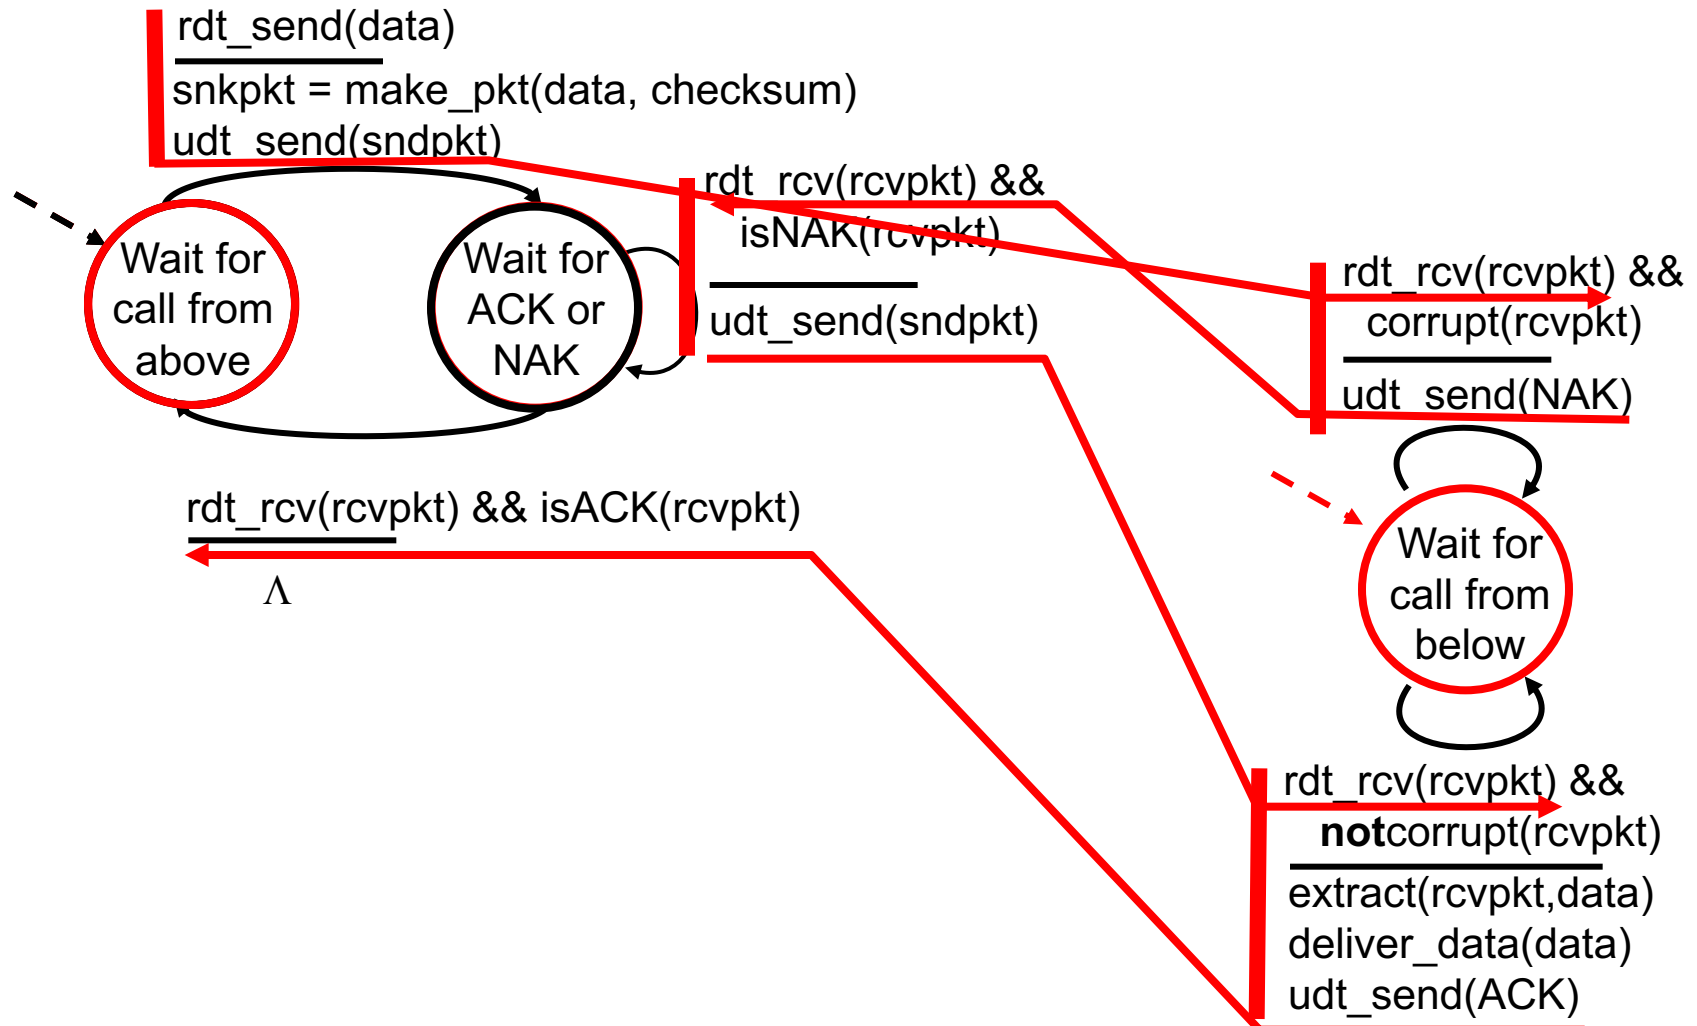 rdt_send(data)
snkpkt = make_pkt(data, checksum)
udt_send(sndpkt)
rdt_rcv(rcvpkt) &&
isNAK(rcvpkt)
udt_send(sndpkt)
Wait for
call from
above
Wait for
ACK or
NAK
rdt_rcv(rcvpkt) && isACK(rcvpkt)
Λ
rdt_rcv(rcvpkt) &&
corrupt(rcvpkt)
udt_send(NAK)
Wait for
call from
below
rdt_rcv(rcvpkt) &&
notcorrupt(rcvpkt)
extract(rcvpkt,data)
deliver_data(data)
udt_send(ACK)